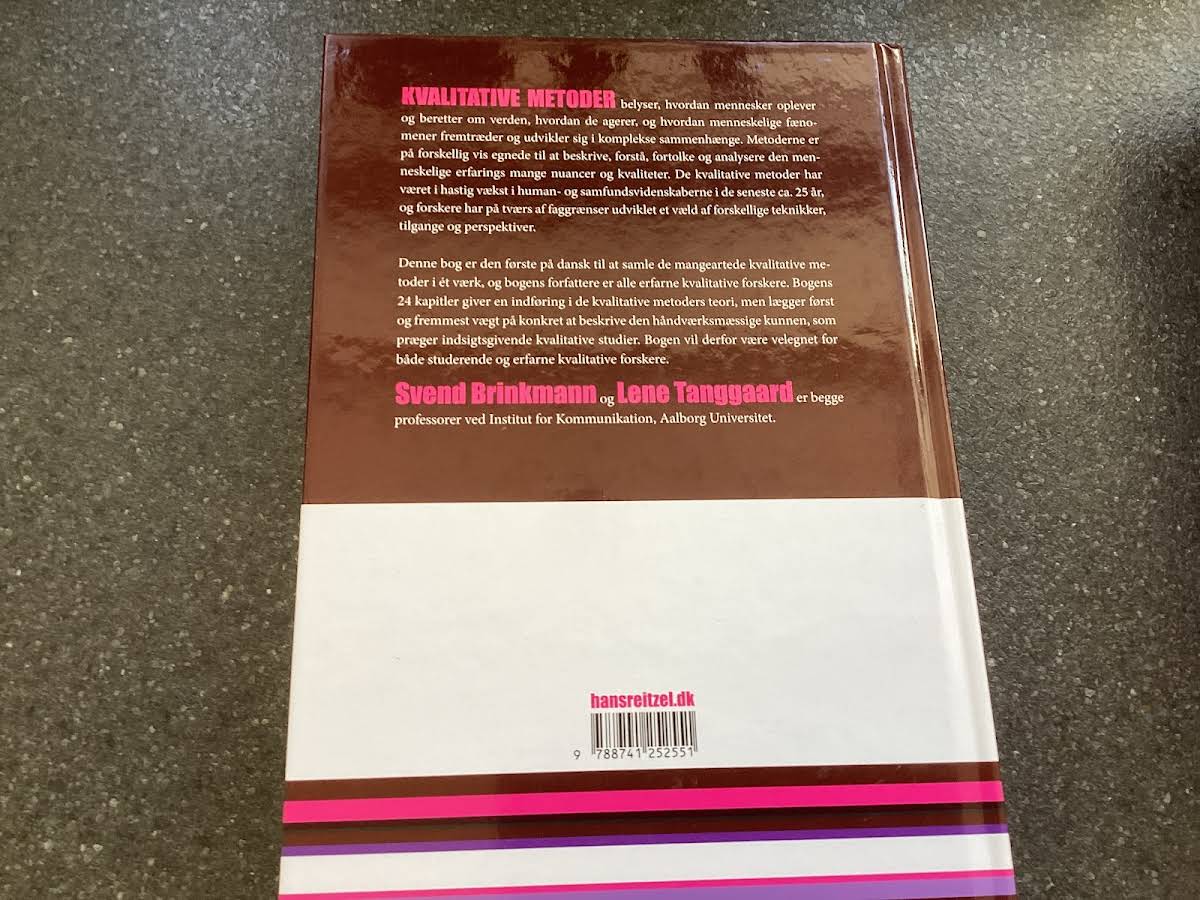 KVALITATIVE METODER belyser, hvordan mennesker oplever
og beretter om verden, hvordan de agerer, og hvordan menneskelige fæno-
mener fremtræder og udvikler sig i komplekse sammenhænge. Metoderne er
på forskellig vis egnede til at beskrive, forstå, fortolke og analysere den men-
neskelige erfarings mange nuancer og kvaliteter. De kvalitative metoder har
været i hastig vækst i human- og samfundsvidenskaberne i de seneste ca. 25 år,
og forskere har på tværs af faggrænser udviklet et væld af forskellige teknikker,
tilgange og perspektiver.
Denne bog er den første på dansk til at samle de mangeartede kvalitative me-
toder i ét værk, og bogens forfattere er alle erfarne kvalitative forskere. Bogens
24 kapitler giver en indføring i de kvalitative metoders teori, men lægger først
og fremmest vægt på konkret at beskrive den håndværksmæssige kunnen, som
præger indsigtsgivende kvalitative studier. Bogen vil derfor være velegnet for
både studerende og erfarne kvalitative forskere.
Svend Brinkmann og Lene Tanggaard er begge
professorer ved Institut for Kommunikation, Aalborg Universitet.
hansreitzel.dk
9 788741 252551